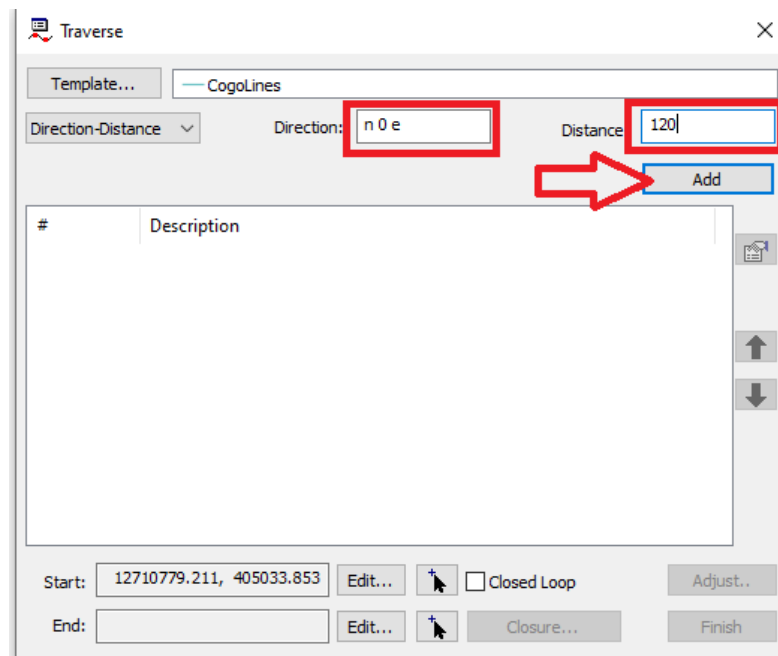 Traverse
Template... CogoLines
Direction-Distance Direction: n 0 e Distance 120
Add
# Description
Start: 12710779.211, 405033.853 Edit... Closed Loop Adjust..
End: Edit... Closure... Finish